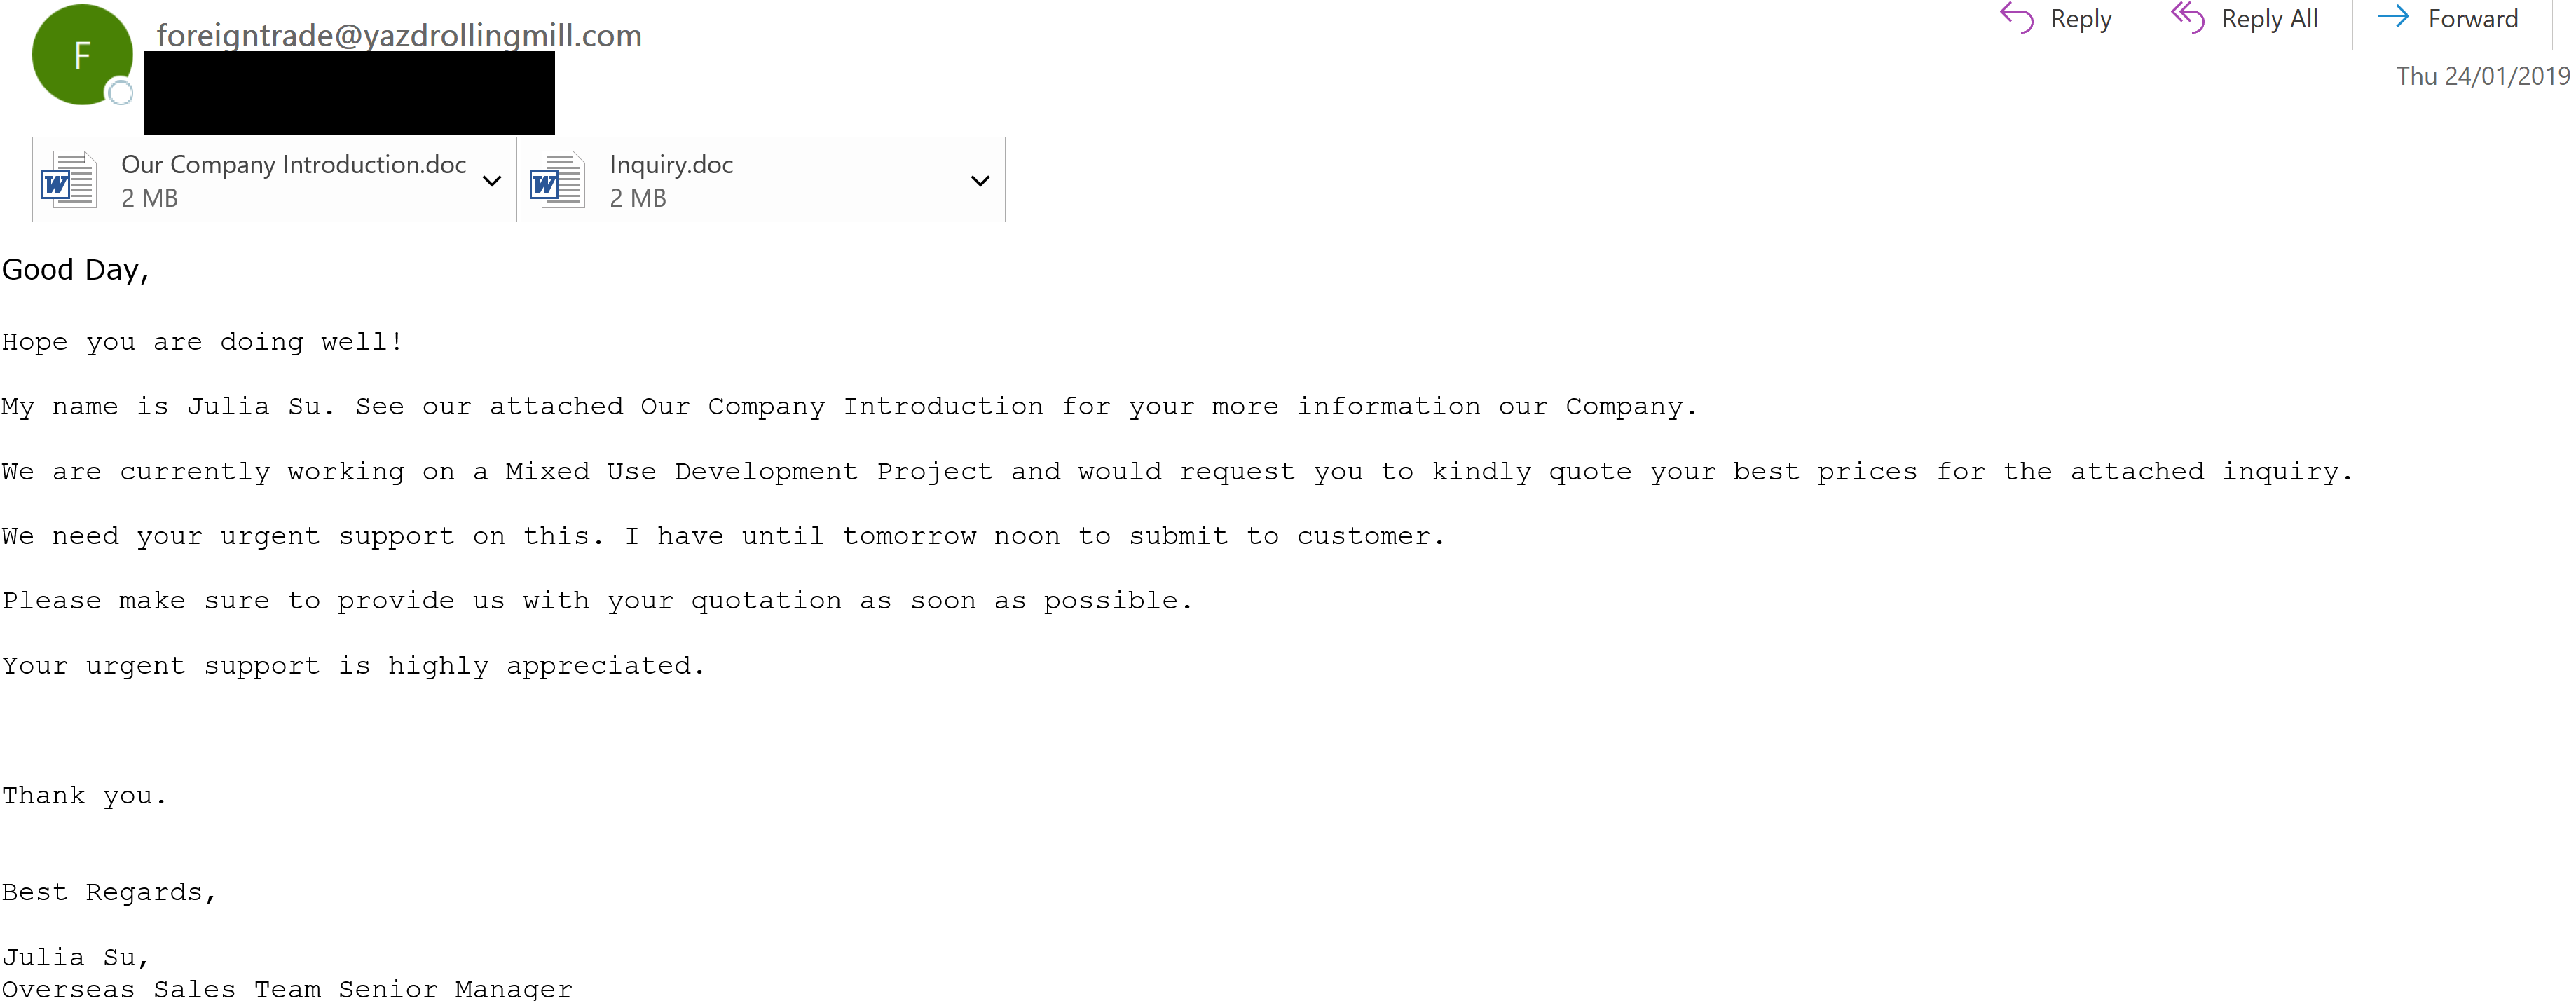 F
foreigntrade@yazdrollingmill.com
Reply
Reply All
Forward
Thu 24/01/2019
Our Company Introduction.doc
2 MB
Inquiry.doc
2 MB
Good Day,
Hope you are doing well!
My name is Julia Su. See our attached Our Company Introduction for your more information our Company.
We are currently working on a Mixed Use Development Project and would request you to kindly quote your best prices for the attached inquiry.
We need your urgent support on this. I have until tomorrow noon to submit to customer.
Please make sure to provide us with your quotation as soon as possible.
Your urgent support is highly appreciated.
Thank you.
Best Regards,
Julia Su,
Overseas Sales Team Senior Manager